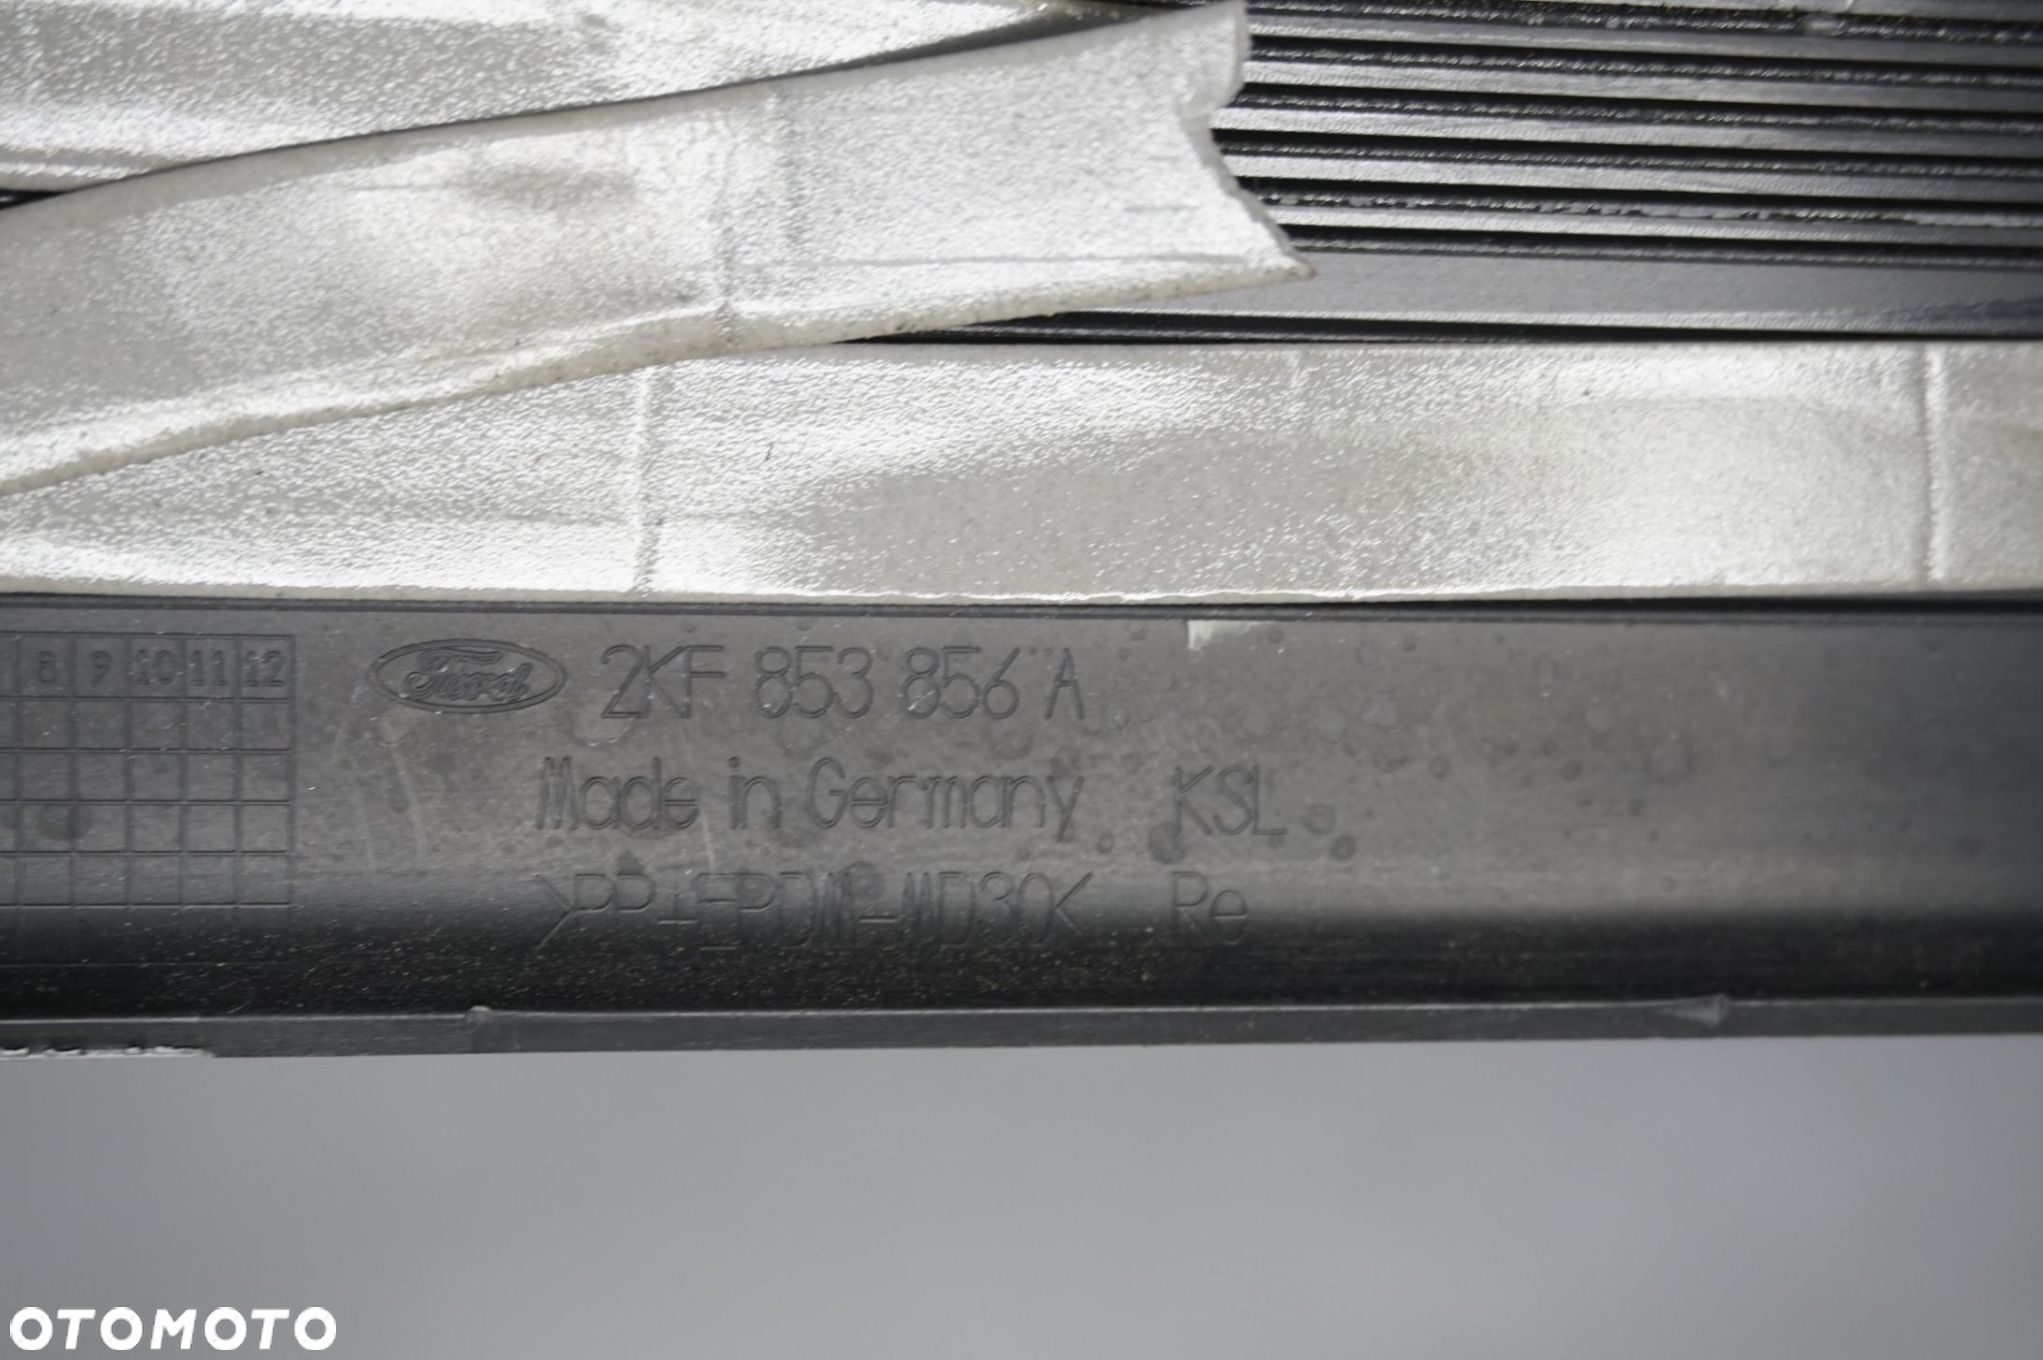 8 9 10 11 12
Ford 2KF 853 856 A
Made in Germany KSL
>PP+EPDM-MD30< Re
OTOMOTO